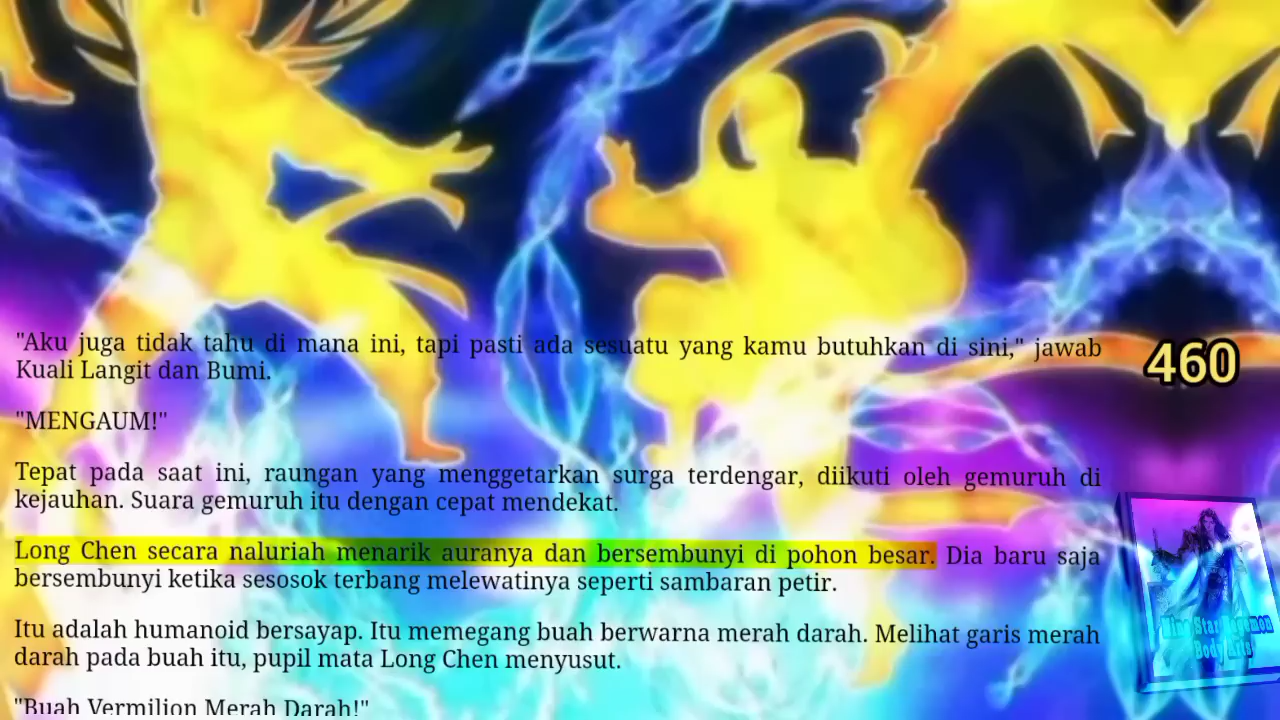 "Aku juga tidak tahu di mana ini, tapi pasti ada sesuatu yang kamu butuhkan di sini," jawab
Kuali Langit dan Bumi.
460
"MENGAUM!"
Tepat pada saat ini, raungan yang menggetarkan surga terdengar, diikuti oleh gemuruh di
kejauhan. Suara gemuruh itu dengan cepat mendekat.
Long Chen secara naluriah menarik auranya dan bersembunyi di pohon besar. Dia baru saja
bersembunyi ketika sesosok terbang melewatinya seperti sambaran petir.
Itu adalah humanoid bersayap. Itu memegang buah berwarna merah darah. Melihat garis merah
darah pada buah itu, pupil mata Long Chen menyusut.
"Buah Vermilion Merah Darah!"
Star
Body Arts